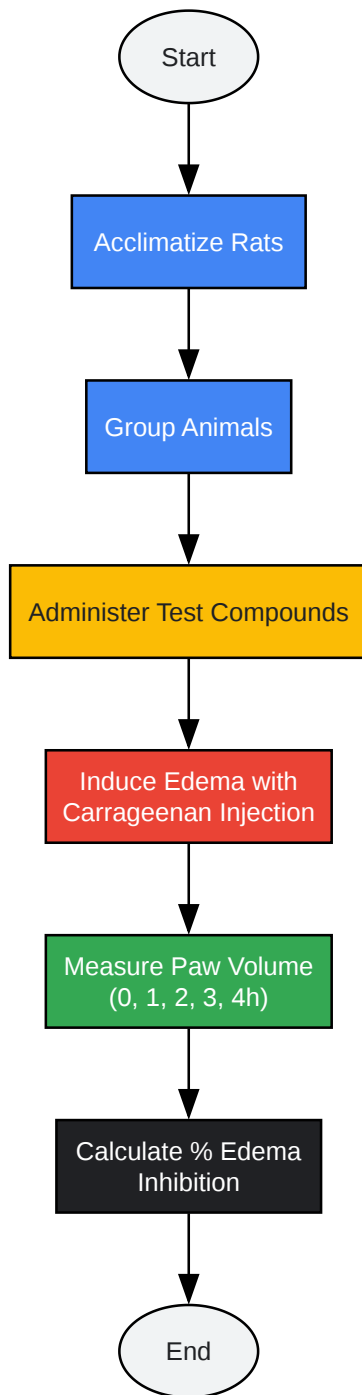 Start
Acclimatize Rats
Group Animals
Administer Test Compounds
Induce Edema with
Carrageenan Injection
Measure Paw Volume
(0, 1, 2, 3, 4h)
Calculate % Edema
Inhibition
End